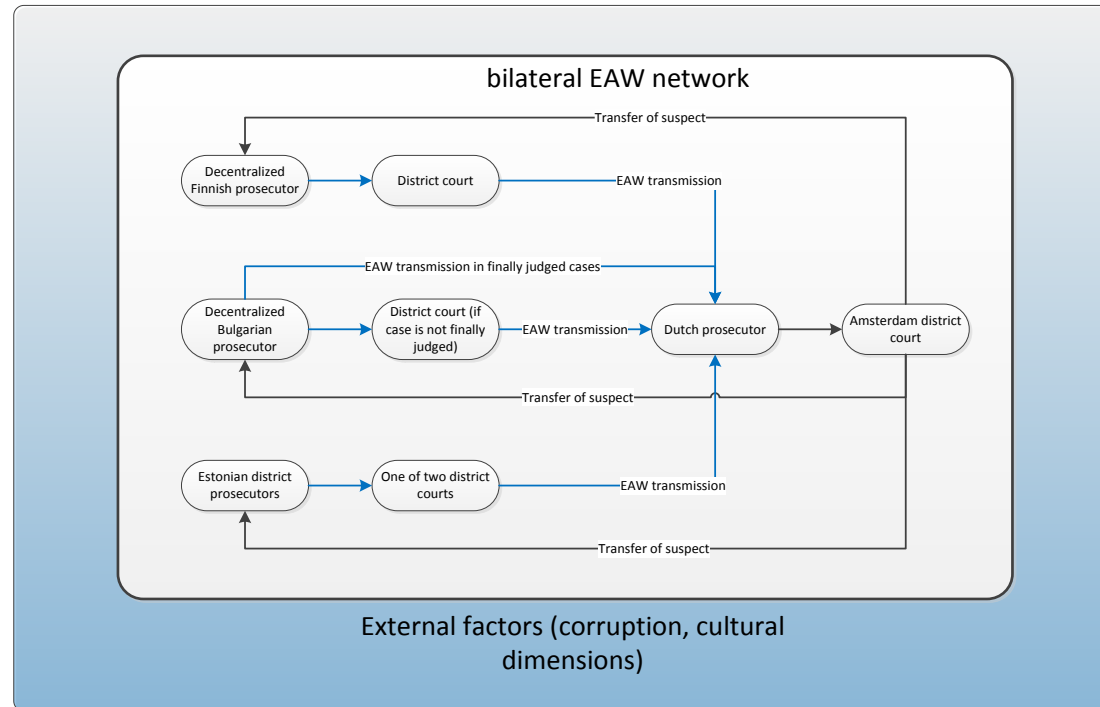 bilateral EAW network
Transfer of suspect
Decentralized
Finnish prosecutor
District court
EAW transmission
EAW transmission in finally judged cases
Decentralized
Bulgarian
prosecutor
District court (if
case is not finally
judged)
EAW transmission
Dutch prosecutor
Amsterdam district
court
Transfer of suspect
Estonian district
prosecutors
One of two district
courts
EAW transmission
Transfer of suspect
External factors (corruption, cultural
dimensions)